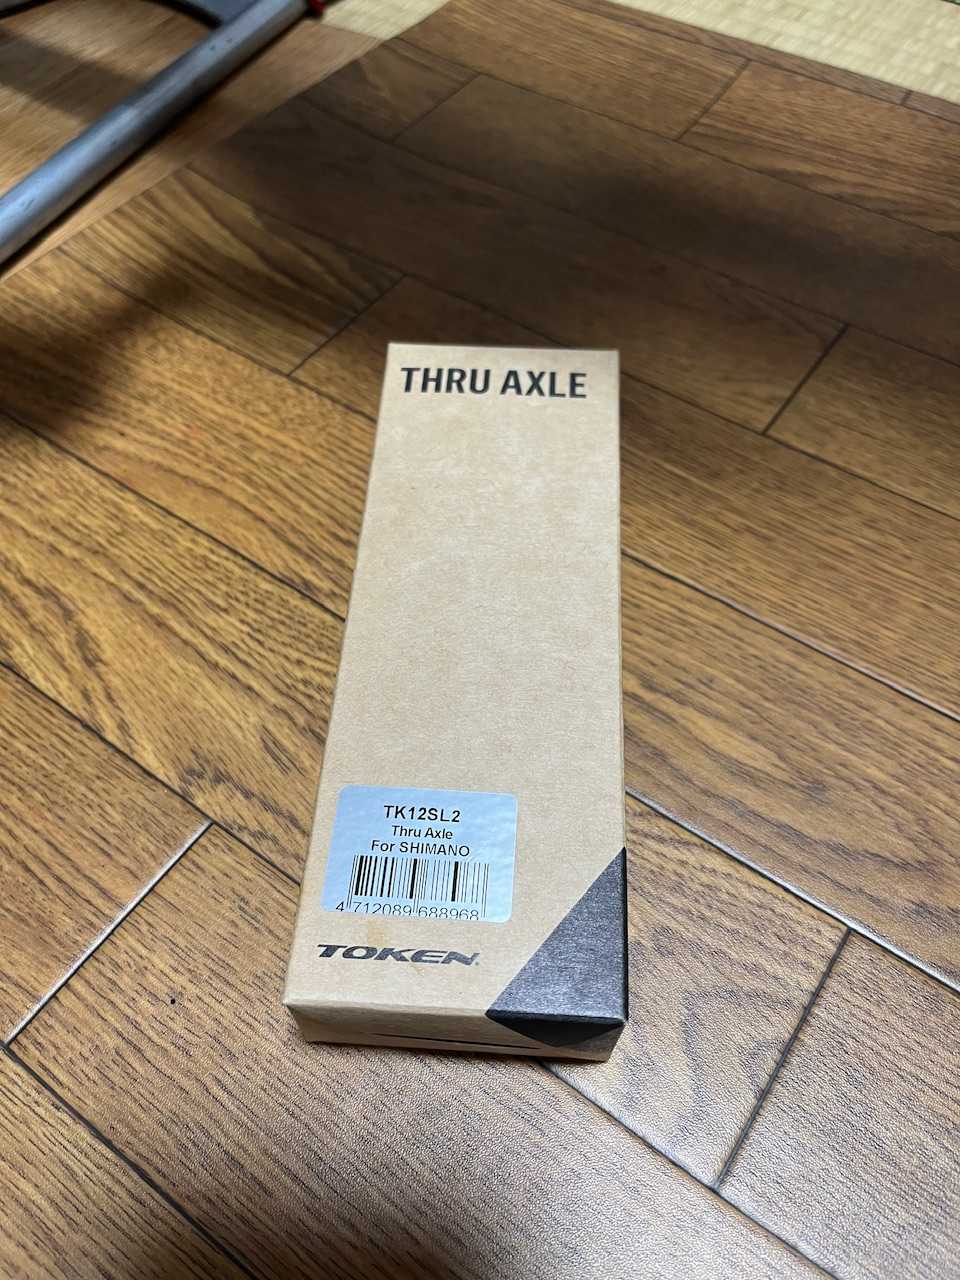 THRU AXLE
TK12SL2
Thru Axle
For SHIMANO
4 712089 688968
TOKEN